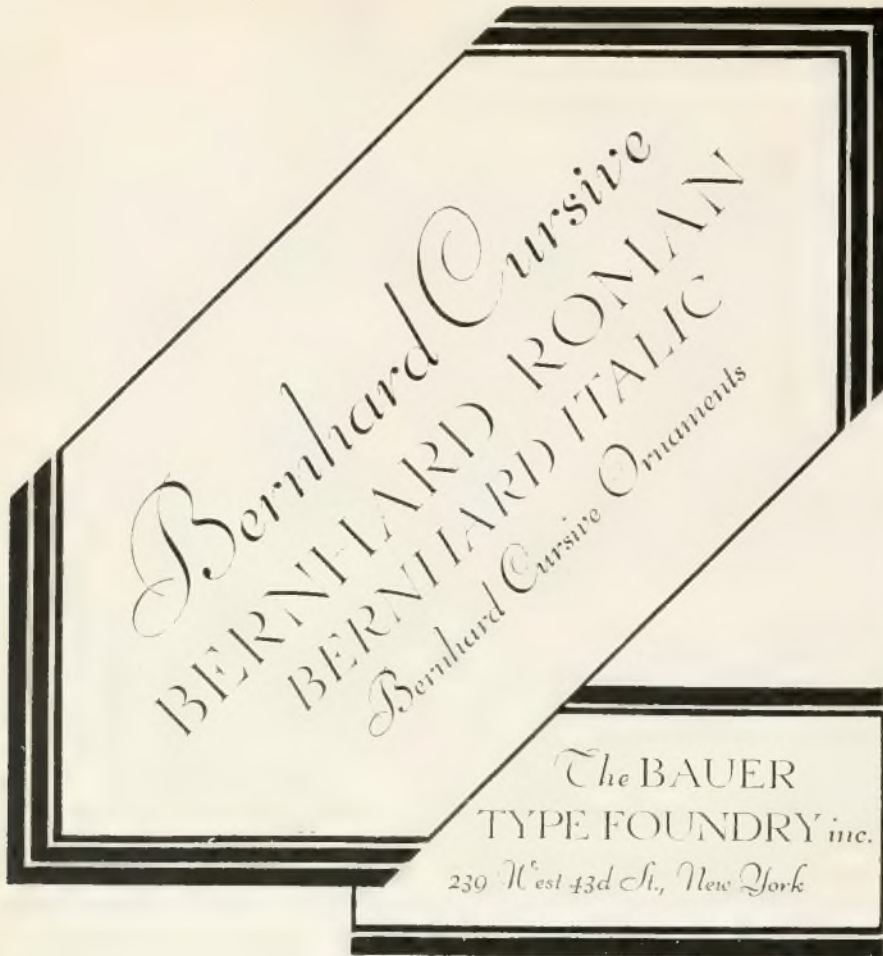 Bernhard Cursive
BERNHARD ROMAN
BERNHARD ITALIC
Bernhard Cursive Ornaments
The BAUER
TYPE FOUNDRY inc.
239 West 43d St., New York